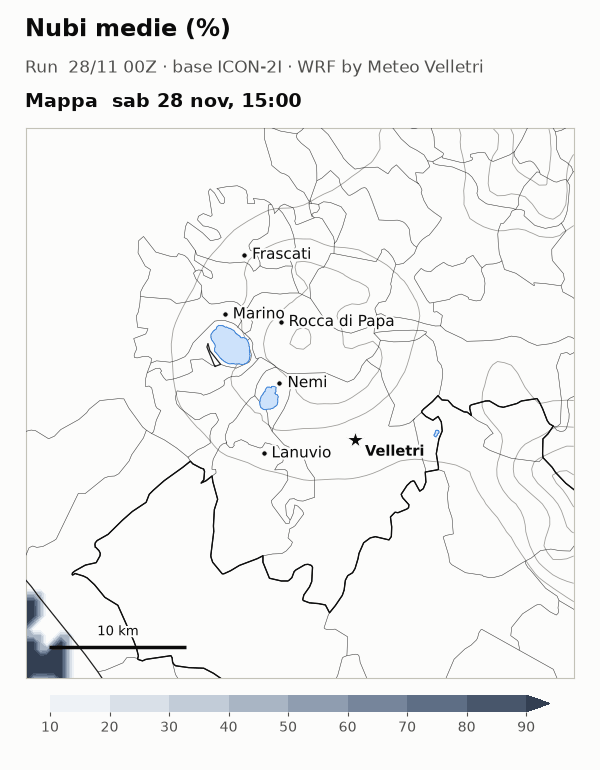 Nubi medie (%)
Run  28/11 00Z · base ICON-2I · WRF by Meteo Velletri
Mappa  sab 28 nov, 15:00
Frascati
Marino
Rocca di Papa
Nemi
Velletri
Lanuvio
10 km
10 20 30 40 50 60 70 80 90